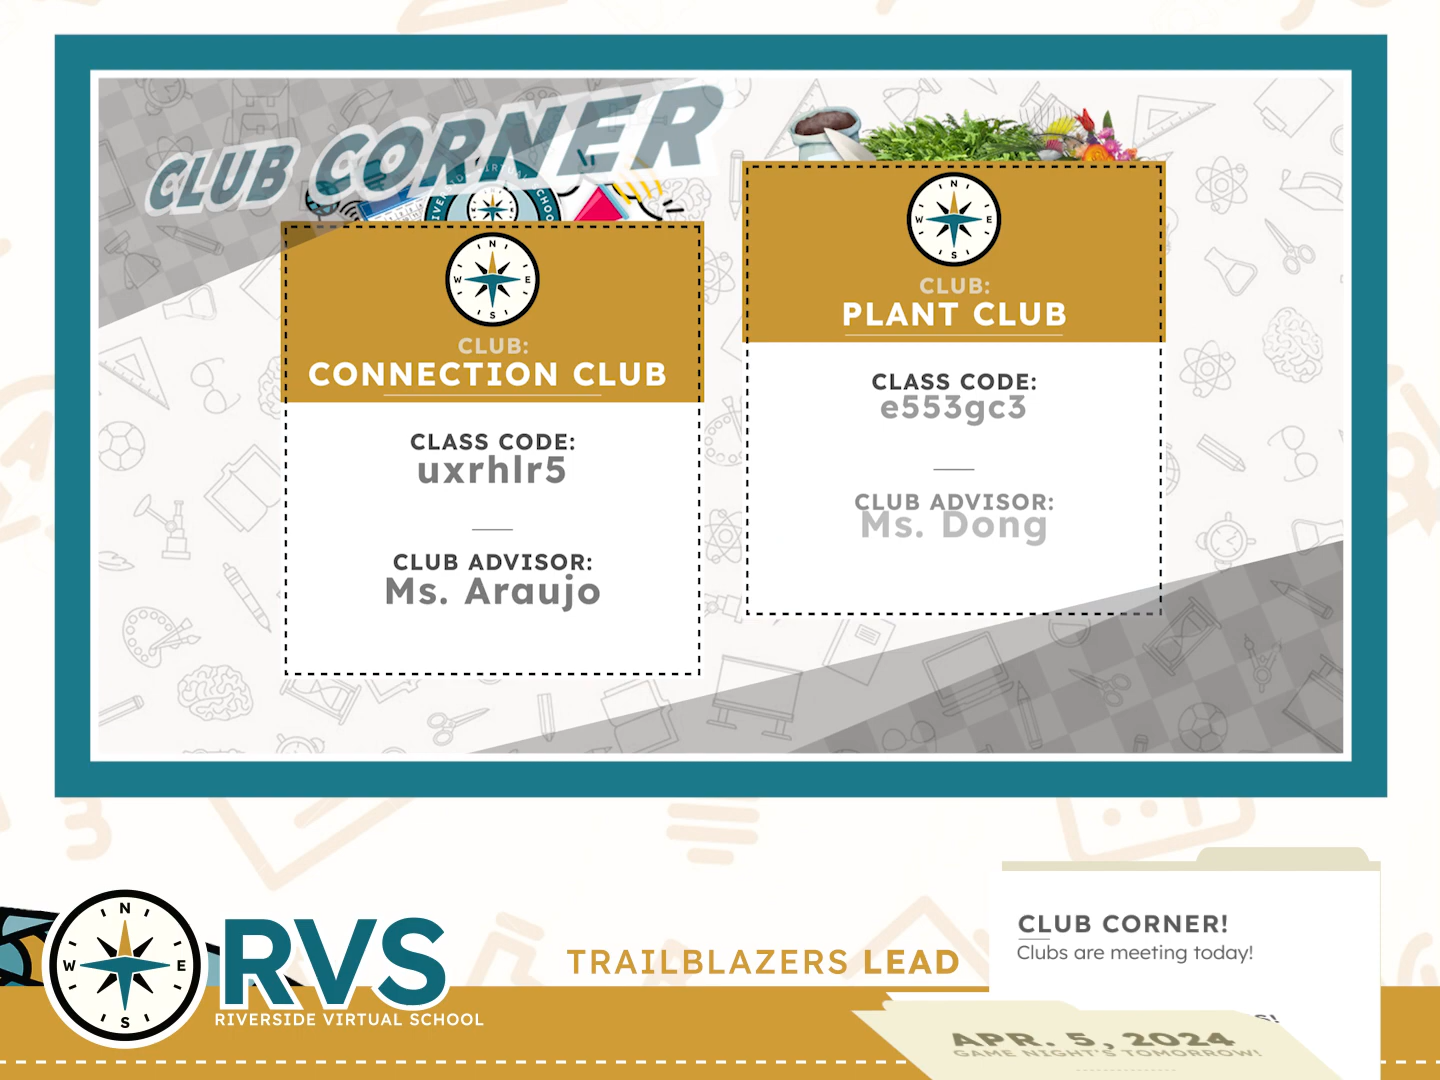 CLUB CORNER
CLUB:
CONNECTION CLUB
CLASS CODE:
uxrhlr5
CLUB ADVISOR:
Ms. Araujo
CLUB:
PLANT CLUB
CLASS CODE:
e553gc3
CLUB ADVISOR:
Ms. Dong
N
W E
S
RVS
RIVERSIDE VIRTUAL SCHOOL
TRAILBLAZERS LEAD
CLUB CORNER!
Clubs are meeting today!
APR. 5, 2024
GAME NIGHT'S TOMORROW!